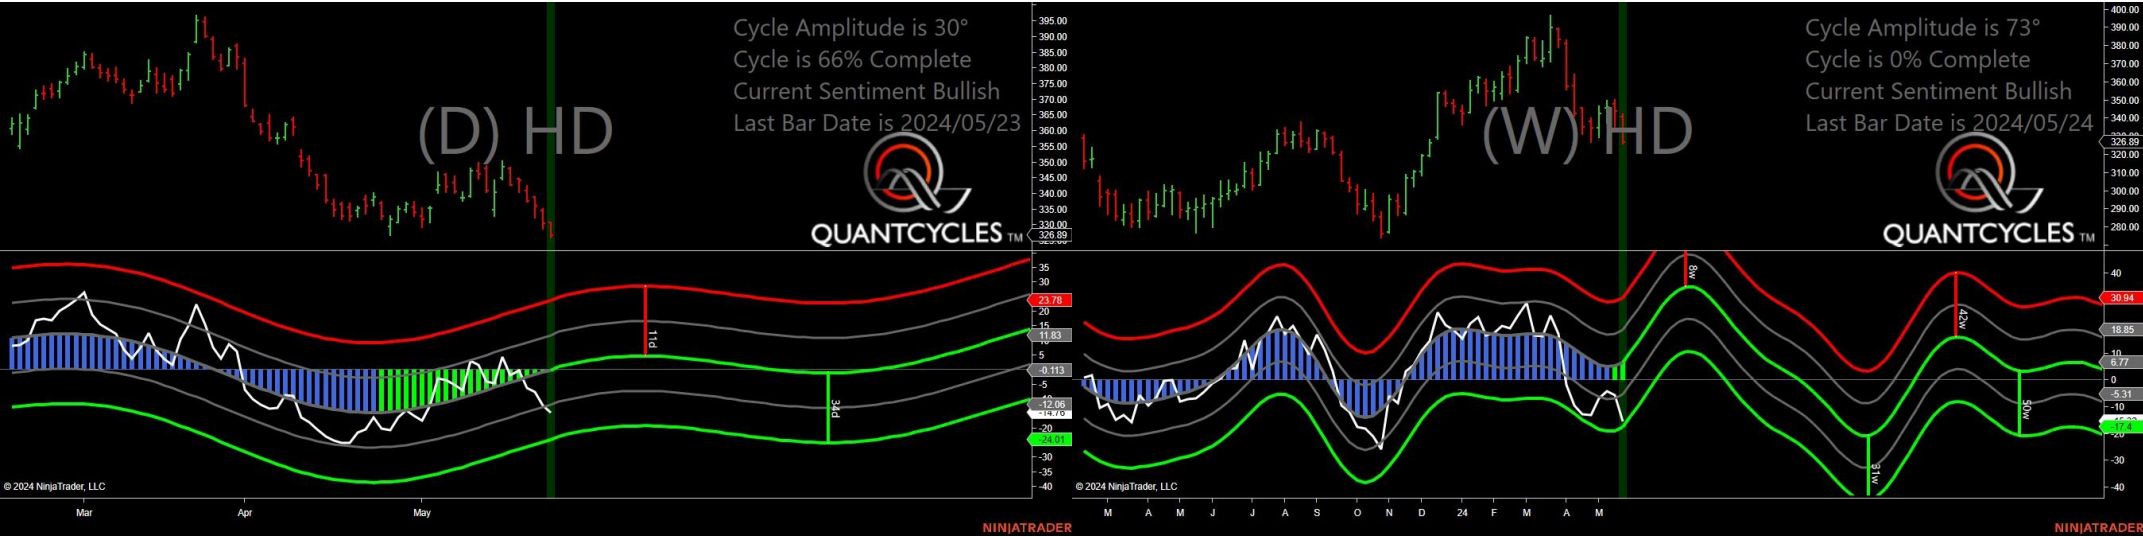 Cycle Amplitude is 30°
Cycle is 66% Complete
Current Sentiment Bullish
Last Bar Date is 2024/05/23
(D) HD
QUANTCYCLES TM
395.00
390.00
385.00
380.00
375.00
370.00
365.00
360.00
355.00
350.00
345.00
340.00
335.00
330.00
326.89
35
30
23.78
20
15
11.83
5
-0.113
-5
-12.06
-14.76
-20
-24.01
-30
-35
-40
11d
34d
© 2024 NinjaTrader, LLC
Mar Apr May
NINJATRADER
Cycle Amplitude is 73°
Cycle is 0% Complete
Current Sentiment Bullish
Last Bar Date is 2024/05/24
(W) HD
QUANTCYCLES TM
400.00
390.00
380.00
370.00
360.00
350.00
340.00
326.89
320.00
310.00
300.00
290.00
280.00
40
30.94
18.85
10
6.77
0
-5.31
-10
-17.4
-30
-40
8w
42w
31w
50w
© 2024 NinjaTrader, LLC
M A M J J A S O N D 24 F M A M
NINJATRADER